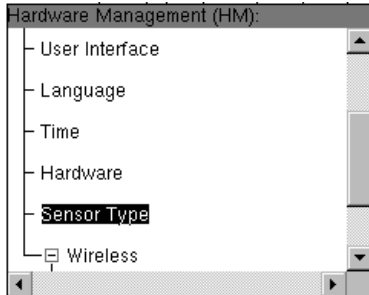 Hardware Management (HM):
User Interface
Language
Time
Hardware
Sensor Type
Wireless